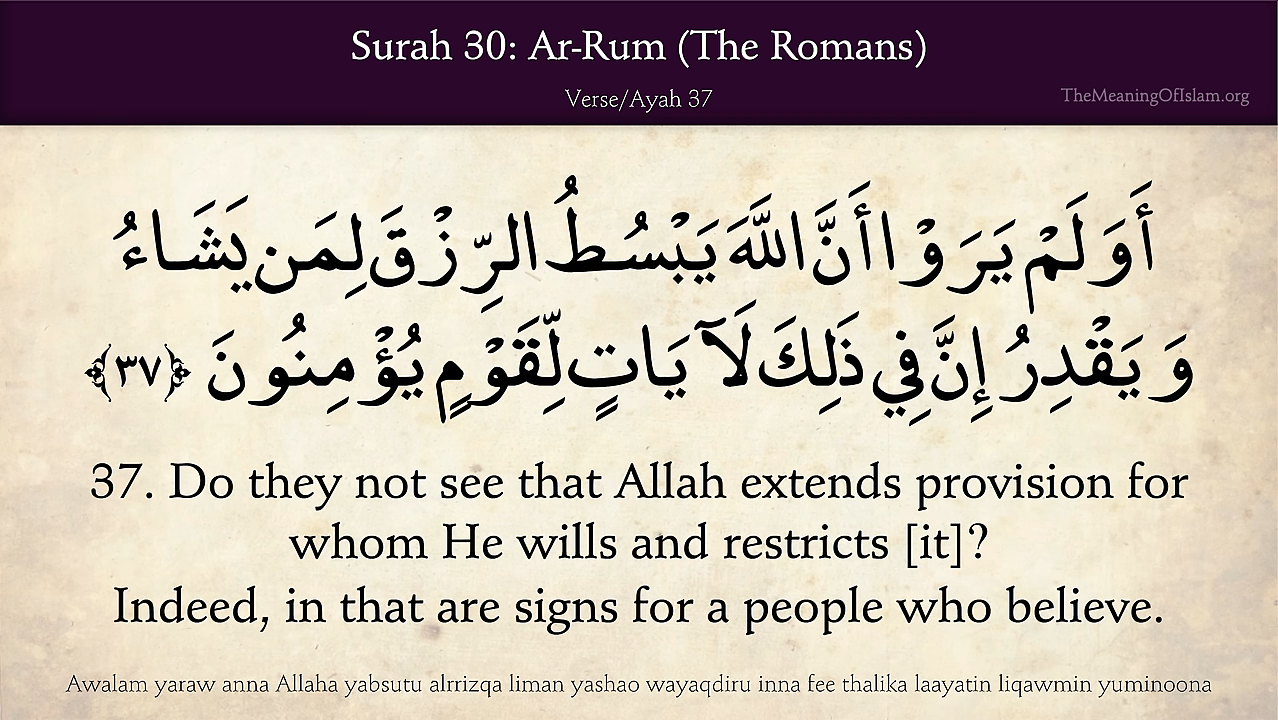 Surah 30: Ar-Rum (The Romans)
Verse/Ayah 37
TheMeaningOfIslam.org
أَوَلَمْ يَرَوْا أَنَّ اللَّهَ يَبْسُطُ الرِّزْقَ لِمَن يَشَاءُ
وَيَقْدِرُ إِنَّ فِي ذَلِكَ لَآيَاتٍ لِّقَوْمٍ يُؤْمِنُونَ ﴿٣٧﴾
37. Do they not see that Allah extends provision for
whom He wills and restricts [it]?
Indeed, in that are signs for a people who believe.
Awalam yaraw anna Allaha yabsutu alrrizqa liman yashao wayaqdiru inna fee thalika laayatin liqawmin yuminoona